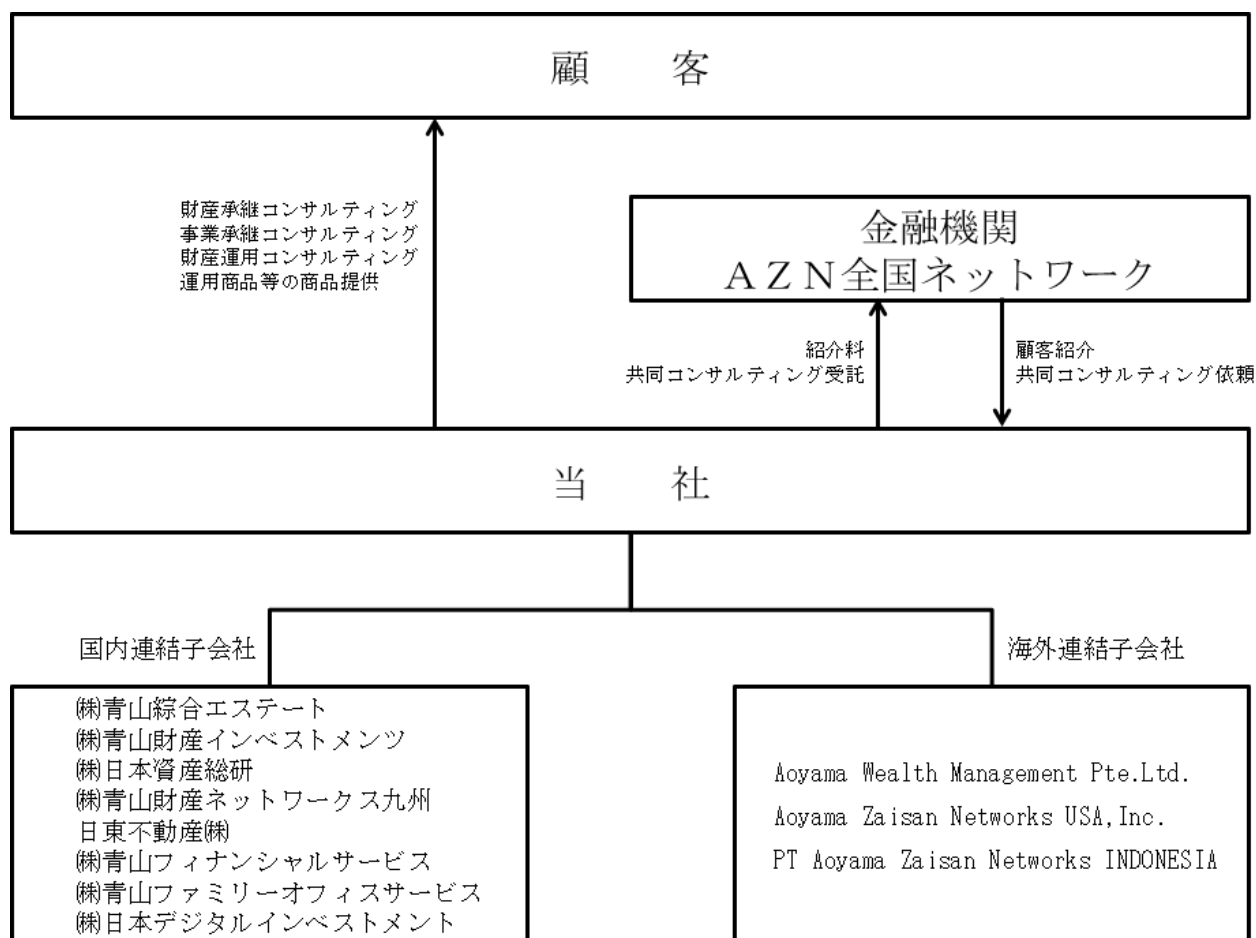 顧　　客
財産承継コンサルティング
事業承継コンサルティング
財産運用コンサルティング
運用商品等の商品提供
金融機関
ＡＺＮ全国ネットワーク
紹介料
共同コンサルティング受託
顧客紹介
共同コンサルティング依頼
当　　社
国内連結子会社
㈱青山綜合エステート
㈱青山財産インベストメンツ
㈱日本資産総研
㈱青山財産ネットワークス九州
日東不動産㈱
㈱青山フィナンシャルサービス
㈱青山ファミリーオフィスサービス
㈱日本デジタルインベストメント
海外連結子会社
Aoyama Wealth Management Pte.Ltd.
Aoyama Zaisan Networks USA,Inc.
PT Aoyama Zaisan Networks INDONESIA